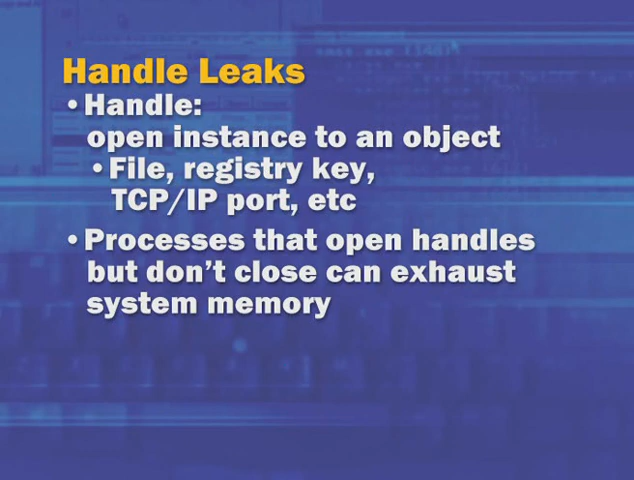 Handle Leaks
• Handle:
open instance to an object
• File, registry key,
TCP/IP port, etc
• Processes that open handles
but don’t close can exhaust
system memory